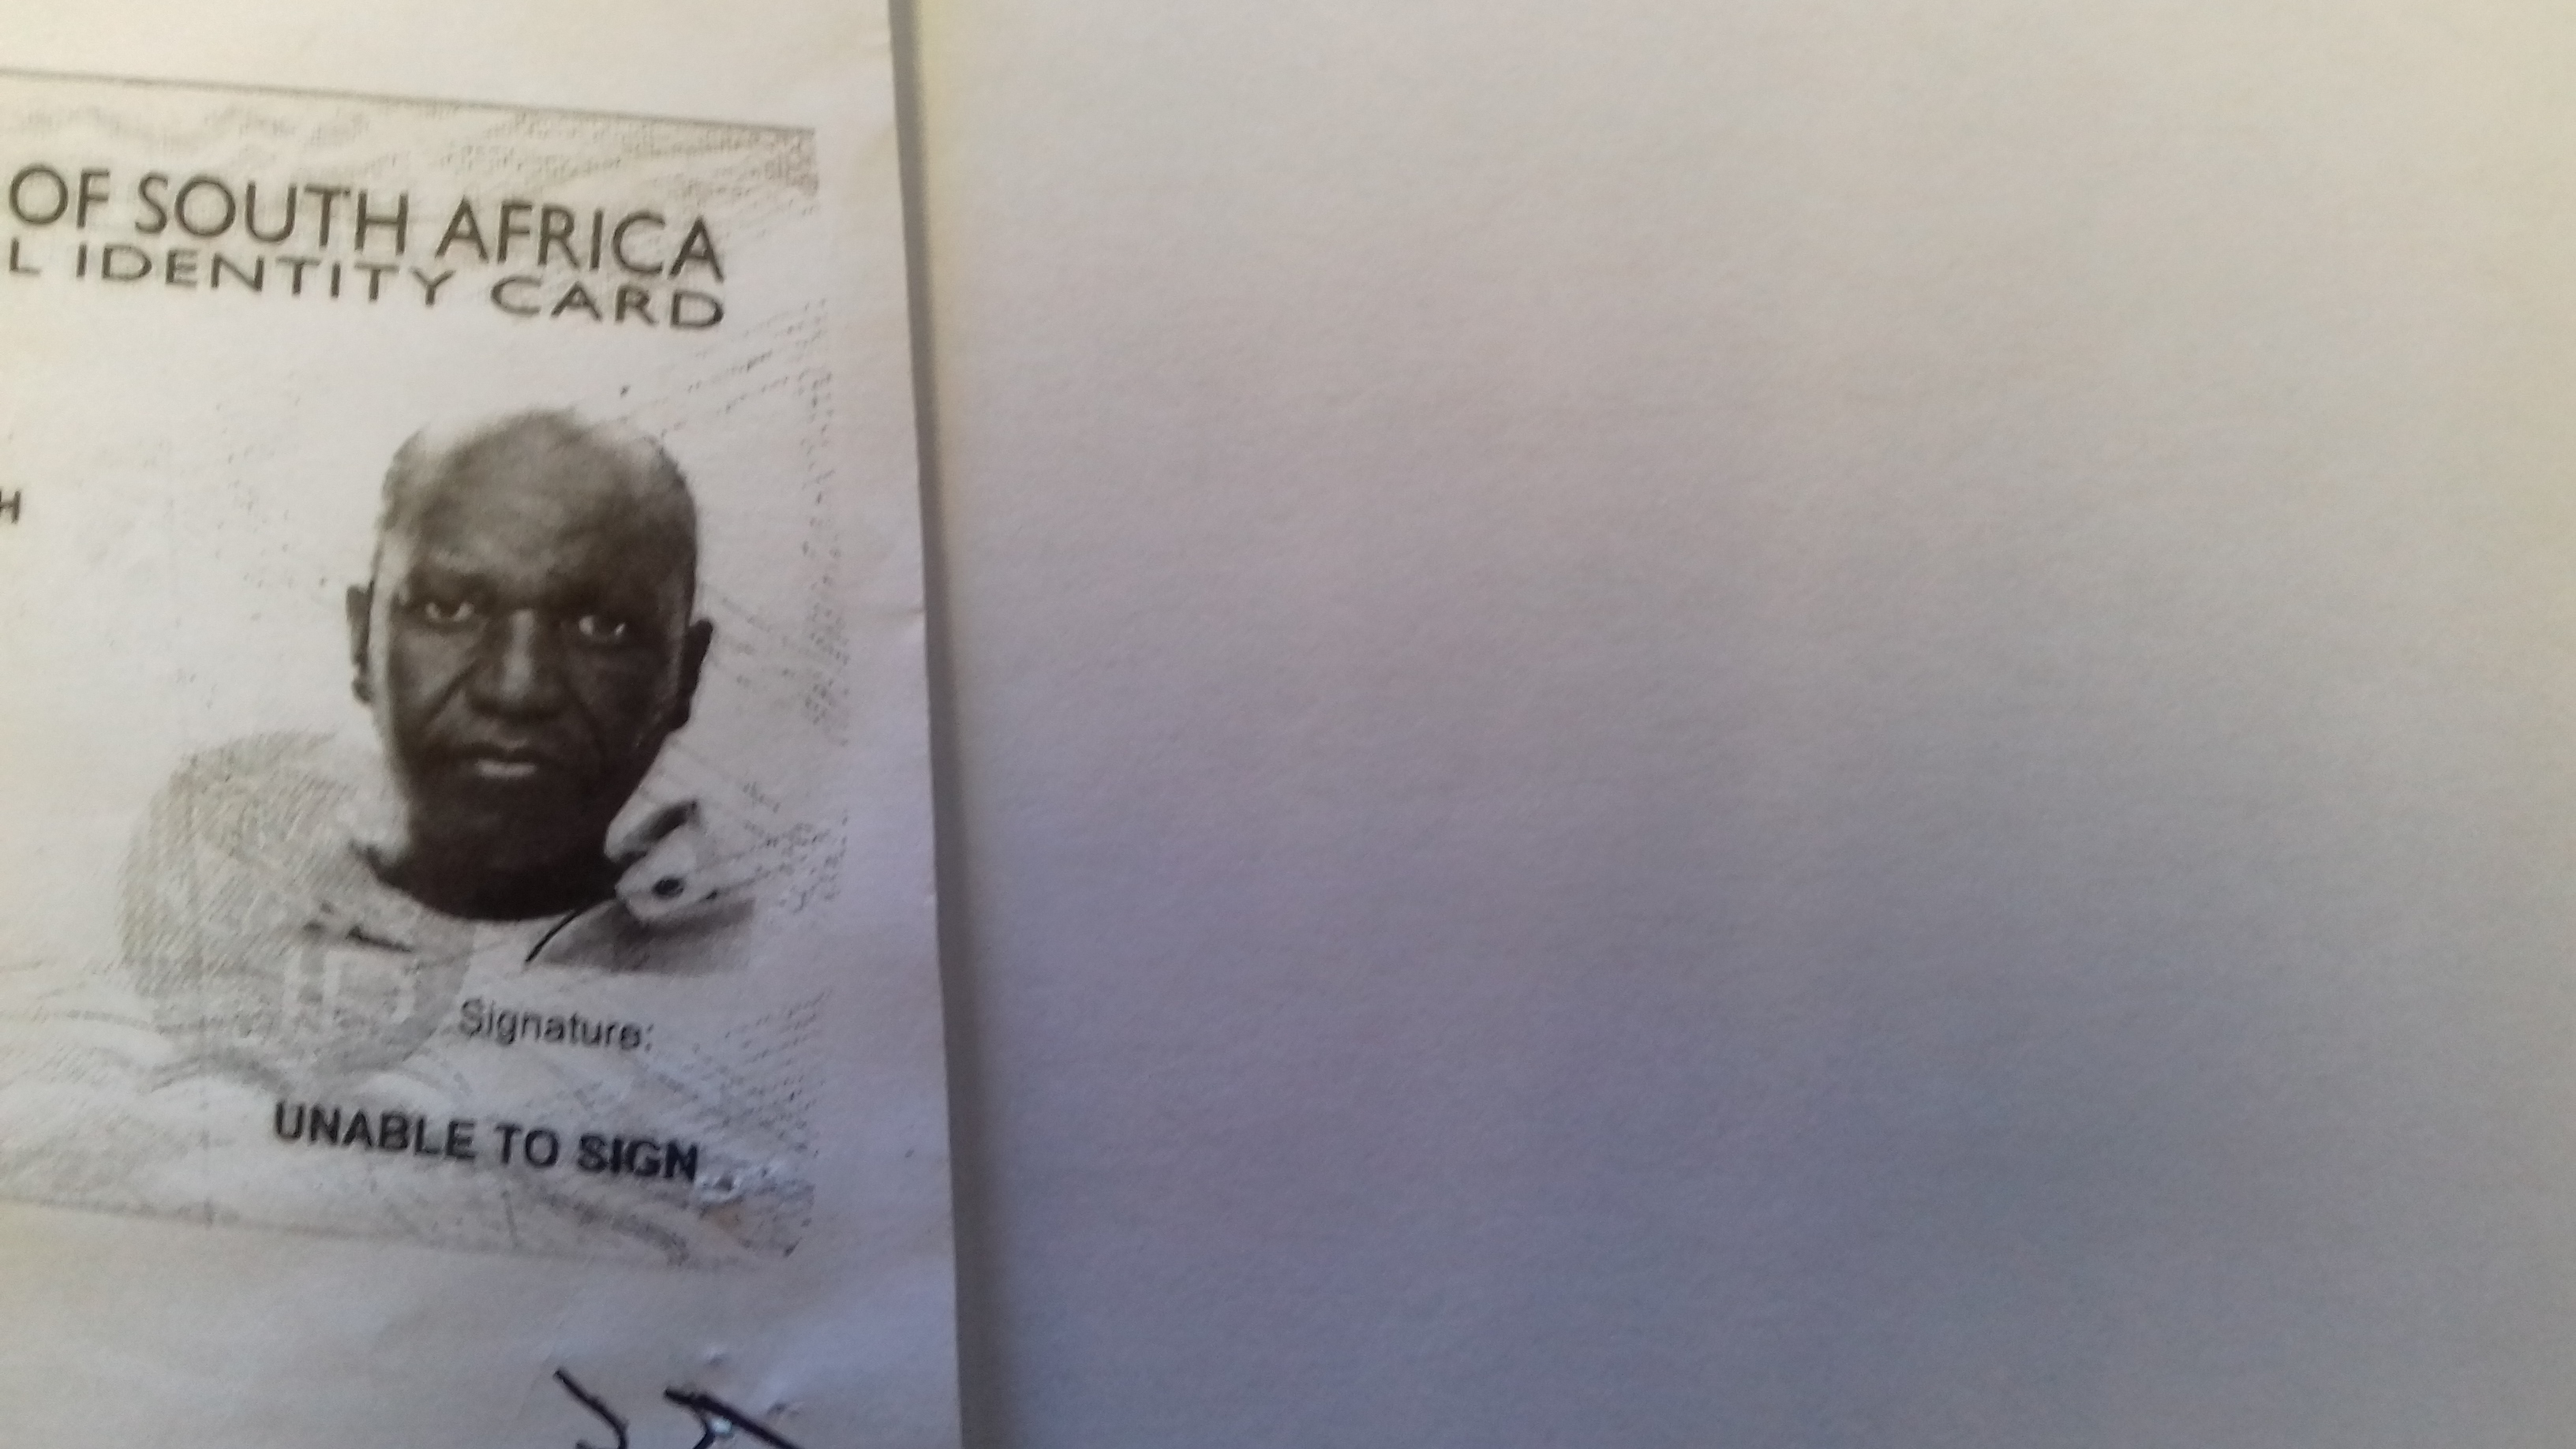 OF SOUTH AFRICA
L IDENTITY CARD
H
Signature:
UNABLE TO SIGN